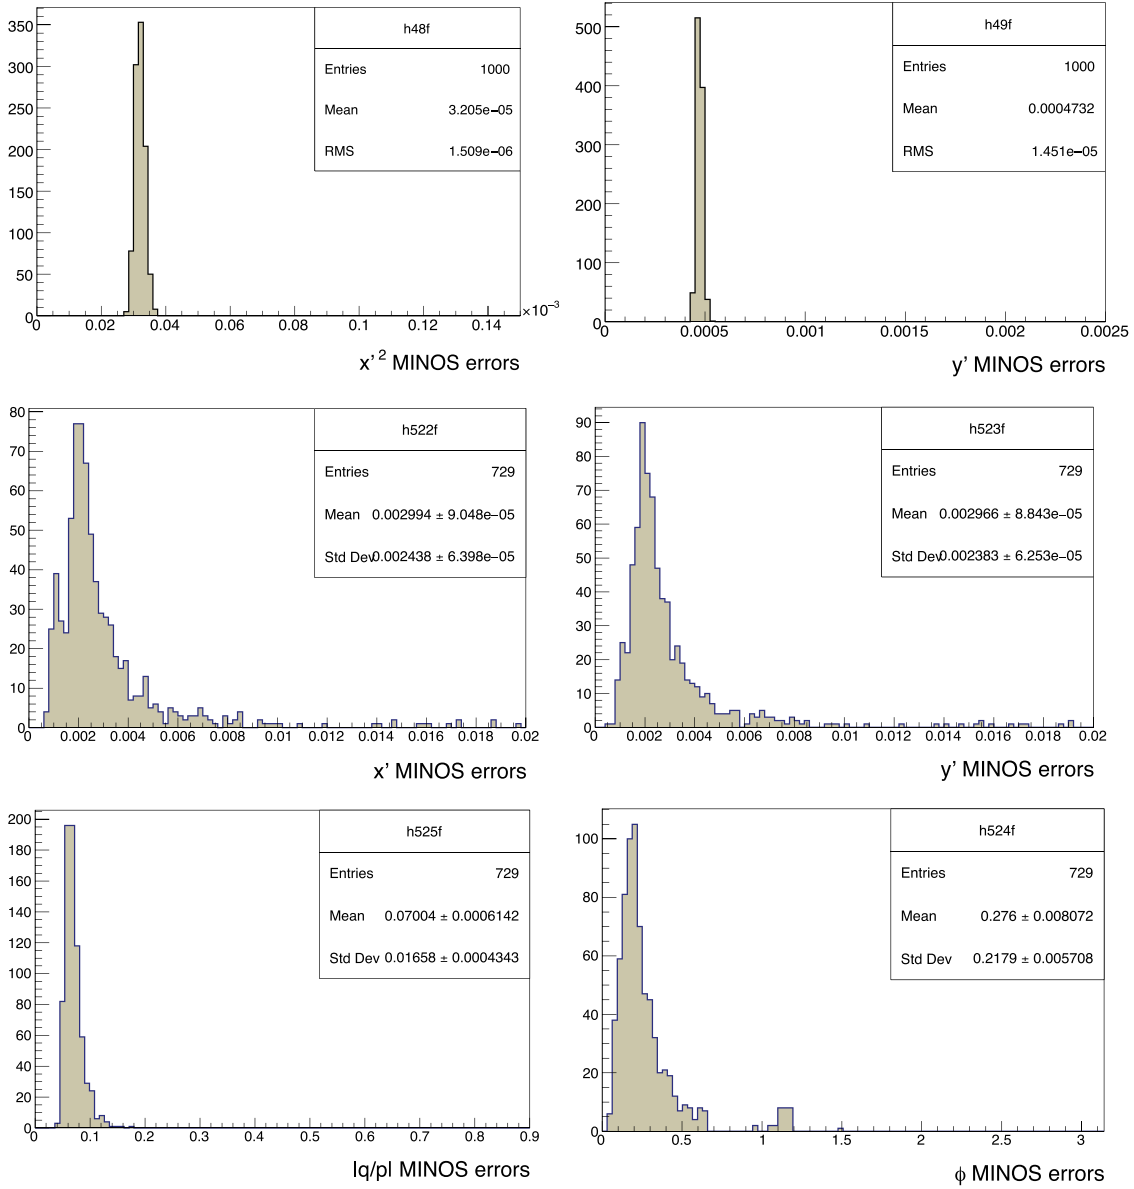 h48f
Entries 1000
Mean 3.205e−05
RMS 1.509e−06
350
300
250
200
150
100
50
0
0 0.02 0.04 0.06 0.08 0.1 0.12 0.14
×10⁻³
x’² MINOS errors
h49f
Entries 1000
Mean 0.0004732
RMS 1.451e−05
500
400
300
200
100
0
0 0.0005 0.001 0.0015 0.002 0.0025
y’ MINOS errors
h522f
Entries 729
Mean 0.002994 ± 9.048e−05
Std Dev 0.002438 ± 6.398e−05
80
70
60
50
40
30
20
10
0
0 0.002 0.004 0.006 0.008 0.01 0.012 0.014 0.016 0.018 0.02
x’ MINOS errors
h523f
Entries 729
Mean 0.002966 ± 8.843e−05
Std Dev 0.002383 ± 6.253e−05
90
80
70
60
50
40
30
20
10
0
0 0.002 0.004 0.006 0.008 0.01 0.012 0.014 0.016 0.018 0.02
y’ MINOS errors
h525f
Entries 729
Mean 0.07004 ± 0.0006142
Std Dev 0.01658 ± 0.0004343
200
180
160
140
120
100
80
60
40
20
0
0 0.1 0.2 0.3 0.4 0.5 0.6 0.7 0.8 0.9
|q/p| MINOS errors
h524f
Entries 729
Mean 0.276 ± 0.008072
Std Dev 0.2179 ± 0.005708
100
80
60
40
20
0
0 0.5 1 1.5 2 2.5 3
ϕ MINOS errors